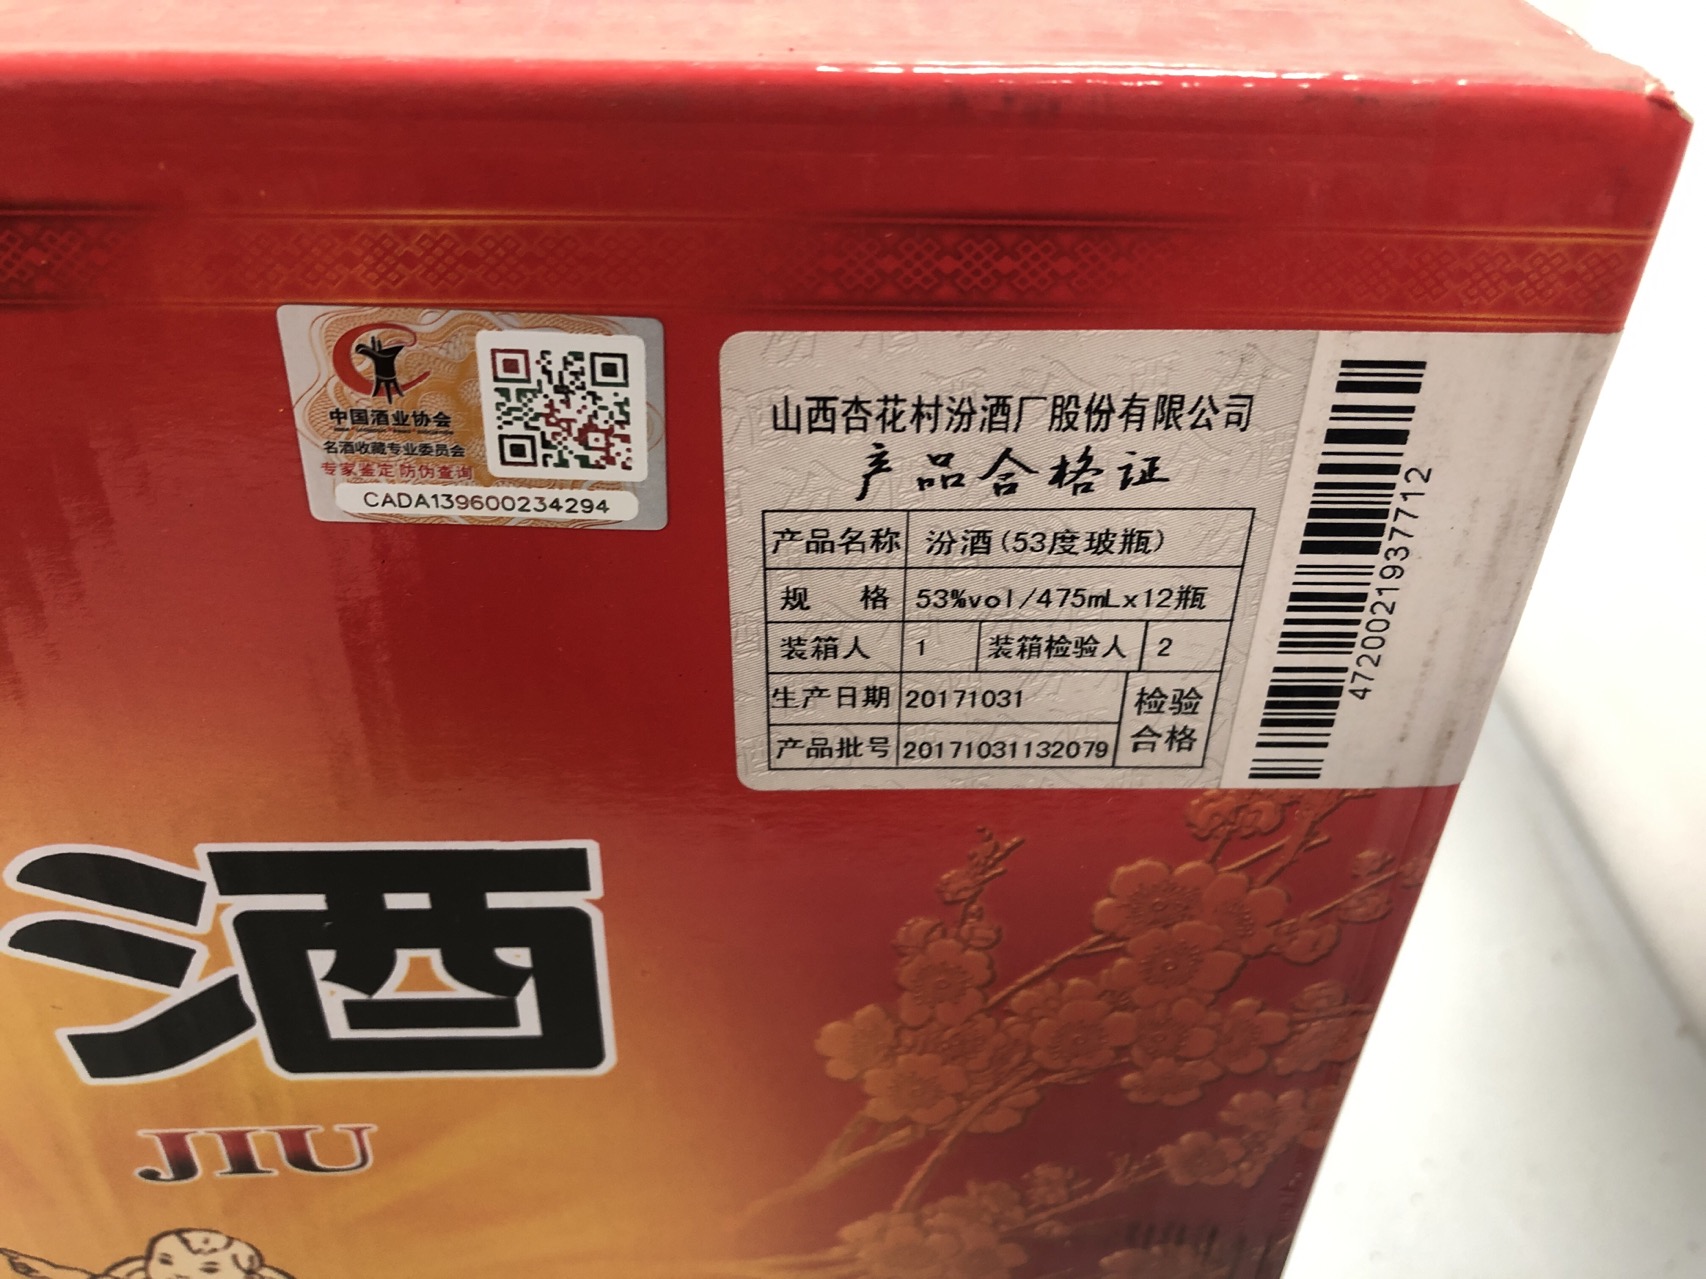 中国酒业协会
名酒收藏专业委员会
专家鉴定 防伪查询
CADA139600234294
山西杏花村汾酒厂股份有限公司
产品合格证
产品名称 汾酒(53度玻瓶)
规 格 53%vol/475mLx12瓶
装箱人 1 装箱检验人 2
生产日期 20171031 检验
产品批号 20171031132079 合格
4720021937712
酒
JIU